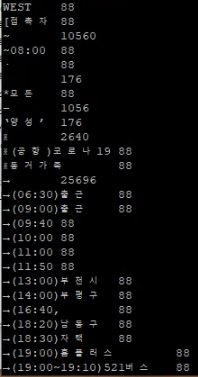 WEST 88
[접촉자 88
~ 10560
~08:00 88
· 88
176
*모든 88
— 1056
‘양성’ 176
※ 2640
※(공항)코로나19 88
※동거가족 88
→ 25696
→(06:30)출근 88
→(09:00)출근 88
→(09:40 88
→(10:00 88
→(11:00 88
→(11:50 88
→(13:00)부천시 88
→(14:00)부평구 88
→(16:40, 88
→(18:20)남동구 88
→(18:30)자택 88
→(19:00)홈플러스 88
→(19:00~19:10)521버스 88